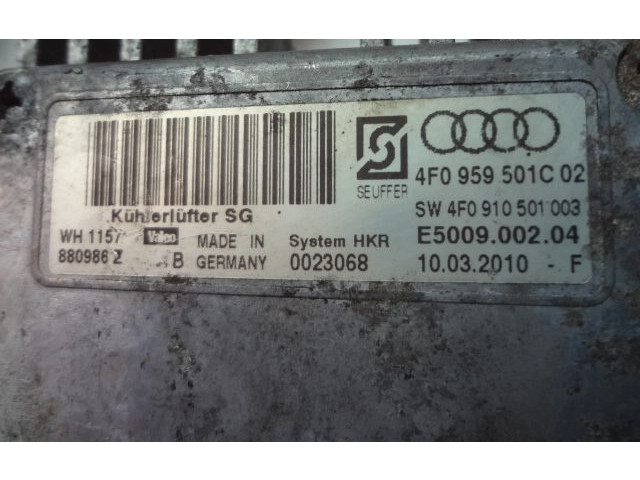 SEUFFER
4F0 959 501C 02
Kühlerlüfter SG
SW 4F0 910 501 003
WH 1157 Valeo MADE IN System HKR E5009.002.04
880986 Z B GERMANY 0023068 10.03.2010 - F